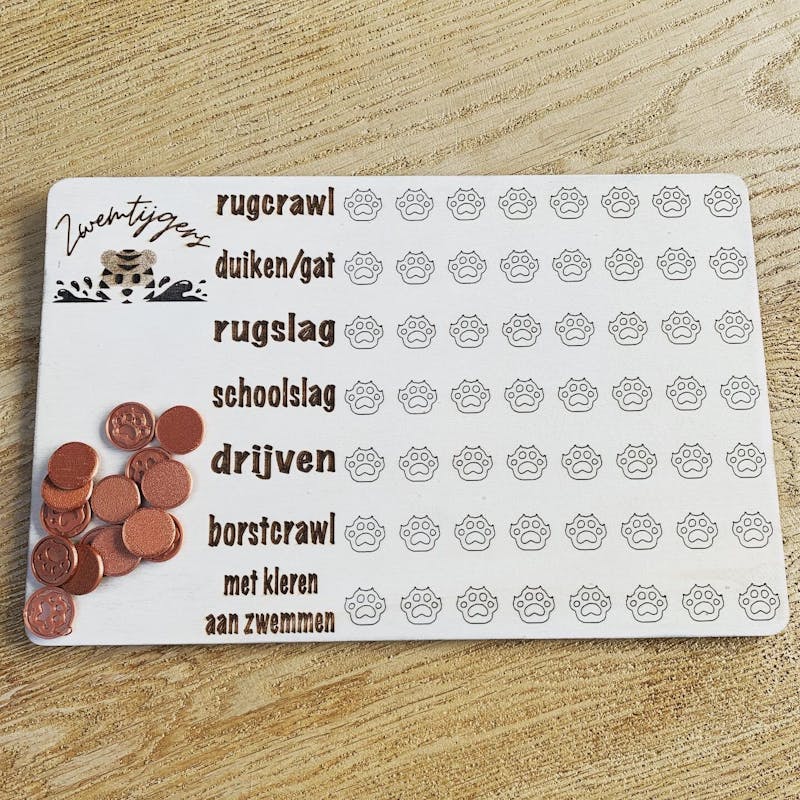 Zwemtijgers
rugcrawl
duiken/gat
rugslag
schoolslag
drijven
borstcrawl
met kleren
aan zwemmen